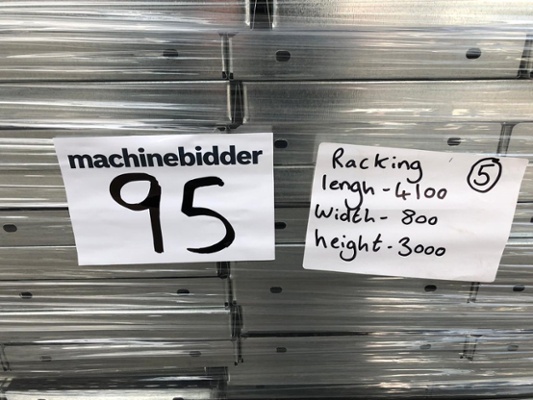 machinebidder
95
Racking
lengh - 4100
width - 800
height - 3000
5